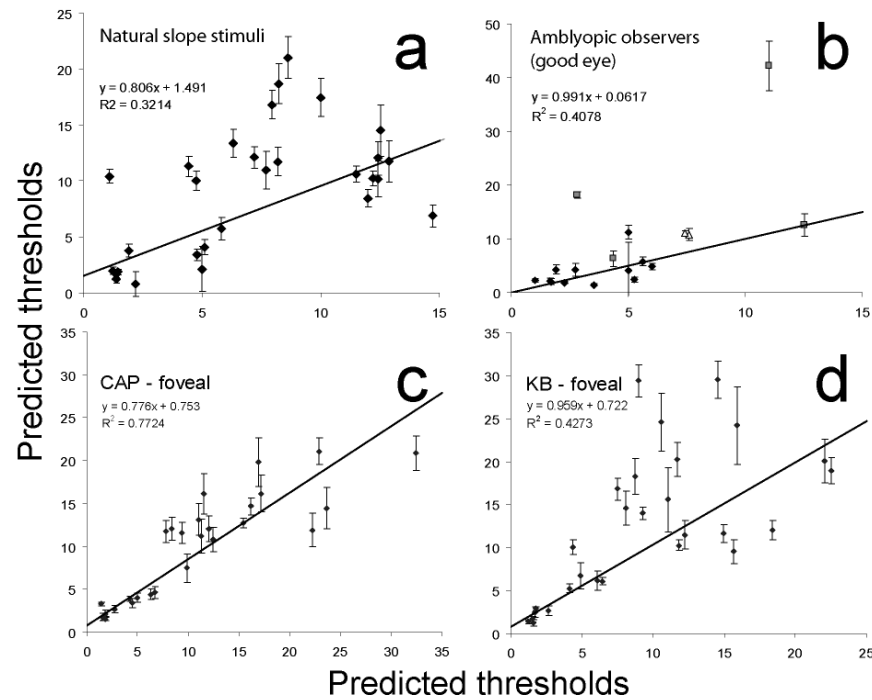 Natural slope stimuli
a
y = 0.806x + 1.491
R2 = 0.3214
25
20
15
10
5
0
0 5 10 15
Amblyopic observers
(good eye)
b
y = 0.991x + 0.0617
R² = 0.4078
50
40
30
20
10
0
0 5 10 15
Predicted thresholds
CAP - foveal
c
y = 0.776x + 0.753
R² = 0.7724
35
30
25
20
15
10
5
0
0 5 10 15 20 25 30 35
KB - foveal
d
y = 0.959x + 0.722
R² = 0.4273
35
30
25
20
15
10
5
0
0 5 10 15 20 25
Predicted thresholds
Predicted thresholds